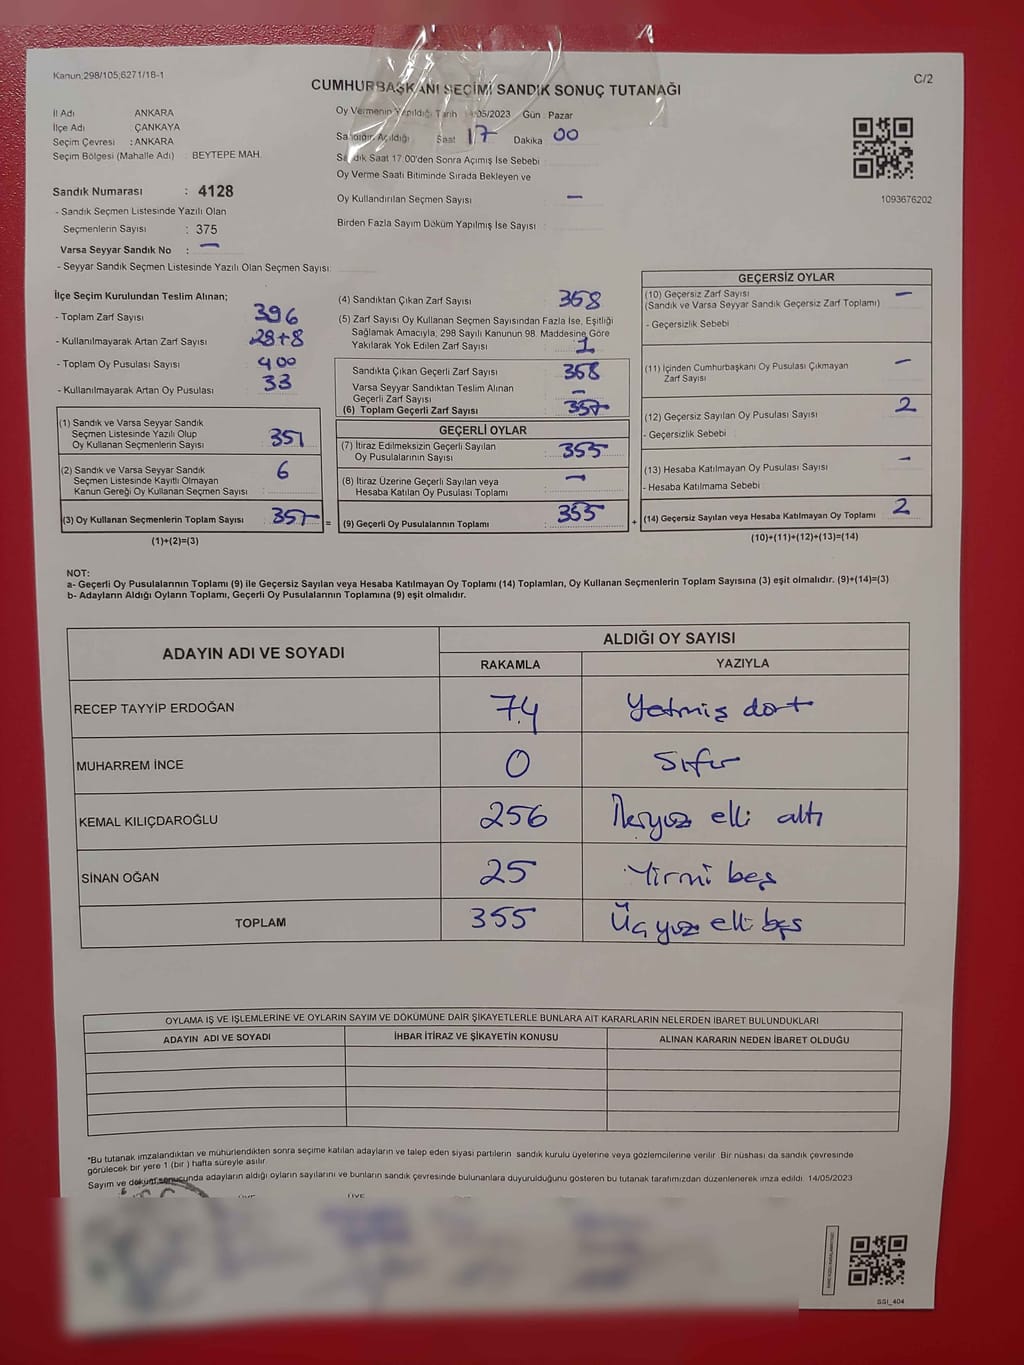 Kanun:298/105;6271/18-1
C/2
CUMHURBAŞKANI SEÇİMİ SANDIK SONUÇ TUTANAĞI
İl Adı ANKARA
İlçe Adı ÇANKAYA
Seçim Çevresi : ANKARA
Seçim Bölgesi (Mahalle Adı) BEYTEPE MAH.
Oy Vermenin Yapıldığı Tarih 05/2023 Gün : Pazar
Sandığın Açıldığı Saat 17 Dakika 00
Sandık Saat 17:00'den Sonra Açımış İse Sebebi
Oy Verme Saati Bitiminde Sırada Bekleyen ve
Oy Kullandırılan Seçmen Sayısı —
Birden Fazla Sayım Döküm Yapılmış İse Sayısı
1093676202
Sandık Numarası : 4128
- Sandık Seçmen Listesinde Yazılı Olan
Seçmenlerin Sayısı : 375
Varsa Seyyar Sandık No : —
- Seyyar Sandık Seçmen Listesinde Yazılı Olan Seçmen Sayısı:
İlçe Seçim Kurulundan Teslim Alınan;
- Toplam Zarf Sayısı 396
- Kullanılmayarak Artan Zarf Sayısı 28+8
- Toplam Oy Pusulası Sayısı 400
- Kullanılmayarak Artan Oy Pusulası 33
(1) Sandık ve Varsa Seyyar Sandık
Seçmen Listesinde Yazılı Olup
Oy Kullanan Seçmenlerin Sayısı 351
(2) Sandık ve Varsa Seyyar Sandık
Seçmen Listesinde Kayıtlı Olmayan
Kanun Gereği Oy Kullanan Seçmen Sayısı 6
(3) Oy Kullanan Seçmenlerin Toplam Sayısı 357 =
(1)+(2)=(3)
(4) Sandıktan Çıkan Zarf Sayısı 358
(5) Zarf Sayısı Oy Kullanan Seçmen Sayısından Fazla İse, Eşitliği
Sağlamak Amacıyla, 298 Sayılı Kanunun 98. Maddesine Göre
Yakılarak Yok Edilen Zarf Sayısı 1
Sandıkta Çıkan Geçerli Zarf Sayısı 358
Varsa Seyyar Sandıktan Teslim Alınan
Geçerli Zarf Sayısı —
(6) Toplam Geçerli Zarf Sayısı 357
GEÇERLİ OYLAR
(7) İtiraz Edilmeksizin Geçerli Sayılan
Oy Pusulalarının Sayısı 355
(8) İtiraz Üzerine Geçerli Sayılan veya
Hesaba Katılan Oy Pusulası Toplamı —
(9) Geçerli Oy Pusulalarının Toplamı 355 +
GEÇERSİZ OYLAR
(10) Geçersiz Zarf Sayısı —
(Sandık ve Varsa Seyyar Sandık Geçersiz Zarf Toplamı)
- Geçersizlik Sebebi
(11) İçinden Cumhurbaşkanı Oy Pusulası Çıkmayan
Zarf Sayısı —
(12) Geçersiz Sayılan Oy Pusulası Sayısı 2
- Geçersizlik Sebebi
(13) Hesaba Katılmayan Oy Pusulası Sayısı —
- Hesaba Katılmama Sebebi
(14) Geçersiz Sayılan veya Hesaba Katılmayan Oy Toplamı 2
(10)+(11)+(12)+(13)=(14)
NOT:
a- Geçerli Oy Pusulalarının Toplamı (9) ile Geçersiz Sayılan veya Hesaba Katılmayan Oy Toplamı (14) Toplamları, Oy Kullanan Seçmenlerin Toplam Sayısına (3) eşit olmalıdır. (9)+(14)=(3)
b- Adayların Aldığı Oyların Toplamı, Geçerli Oy Pusulalarının Toplamına (9) eşit olmalıdır.
ADAYIN ADI VE SOYADI
ALDIĞI OY SAYISI
RAKAMLA YAZIYLA
RECEP TAYYİP ERDOĞAN 74 Yetmiş dört
MUHARREM İNCE 0 Sıfır
KEMAL KILIÇDAROĞLU 256 İkiyüz elli altı
SİNAN OĞAN 25 Yirmi beş
TOPLAM 355 Üçyüz elli beş
OYLAMA İŞ VE İŞLEMLERİNE VE OYLARIN SAYIM VE DÖKÜMÜNE DAİR ŞİKAYETLERLE BUNLARA AİT KARARLARIN NELERDEN İBARET BULUNDUKLARI
ADAYIN ADI VE SOYADI İHBAR İTİRAZ VE ŞİKAYETİN KONUSU ALINAN KARARIN NEDEN İBARET OLDUĞU
*Bu tutanak imzalandıktan ve mühürlendikten sonra seçime katılan adayların ve talep eden siyasi partilerin sandık kurulu üyelerine veya gözlemcilerine verilir. Bir nüshası da sandık çevresinde
görülecek bir yere 1 (bir) hafta süreyle asılır.
Sayım ve döküm sonucunda adayların aldığı oyların sayılarını ve bunların sandık çevresinde bulunanlara duyurulduğunu gösteren bu tutanak tarafımızdan düzenlenerek imza edildi. 14/05/2023
SSI_404